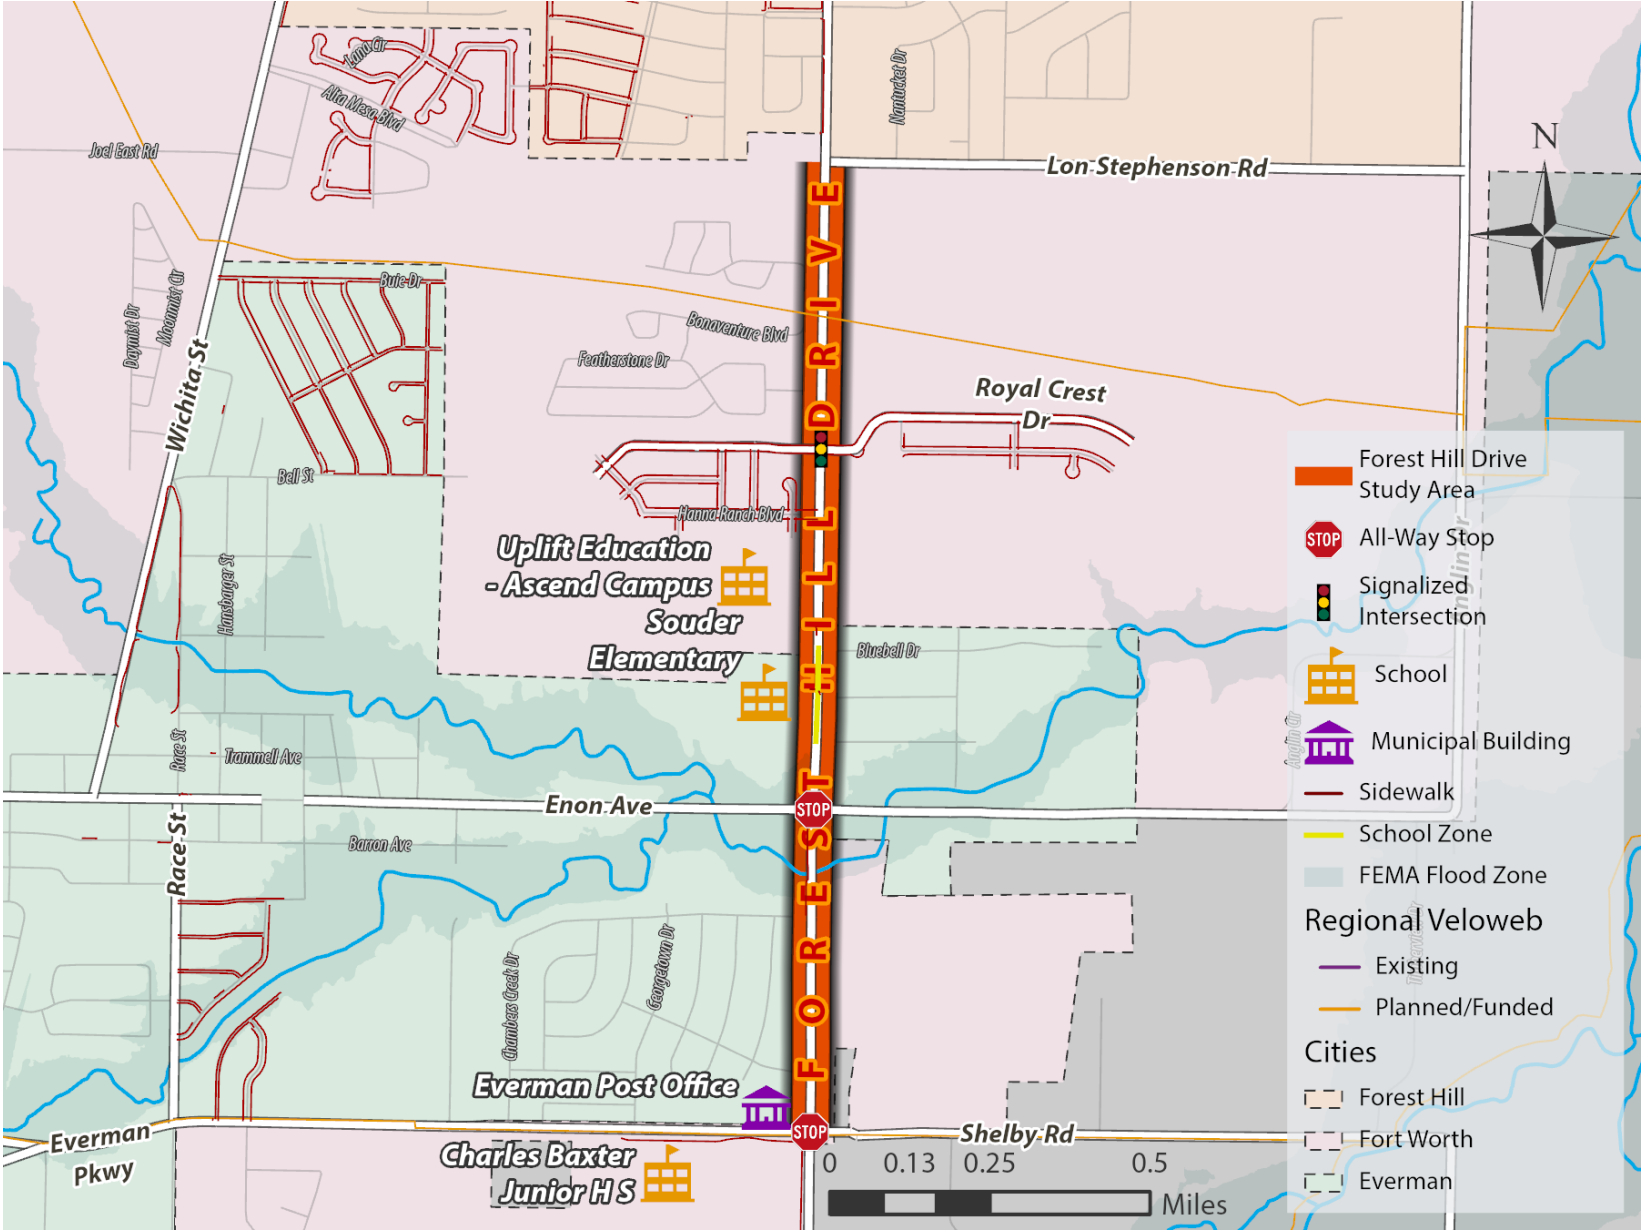 Land Cir
Alta Mesa Blvd
Nantucket Dr
N
Joel East Rd
Lon Stephenson Rd
FOREST HILL DRIVE
Daymist Dr
Moonmist Cir
Buic Dr
Bonaventure Blvd
Featherstone Dr
Wichita St
Royal Crest
Dr
Bell St
Hanna Ranch Blvd
Uplift Education
- Ascend Campus
Hansbarger St
Souder
Elementary
Bluebell Dr
Race St
Trammell Ave
Enon Ave
STOP
Barron Ave
Race St
Chambers Creek Dr
Georgetown Dr
Everman Post Office
Everman
Pkwy
STOP
Shelby Rd
Charles Baxter
Junior H S
0 0.13 0.25 0.5
Miles
Anglin Cir
Forest Hill Drive
Study Area
STOP
All-Way Stop
Signalized
Intersection
School
Municipal Building
Sidewalk
School Zone
FEMA Flood Zone
Regional Veloweb
Existing
Planned/Funded
Cities
Forest Hill
Fort Worth
Everman